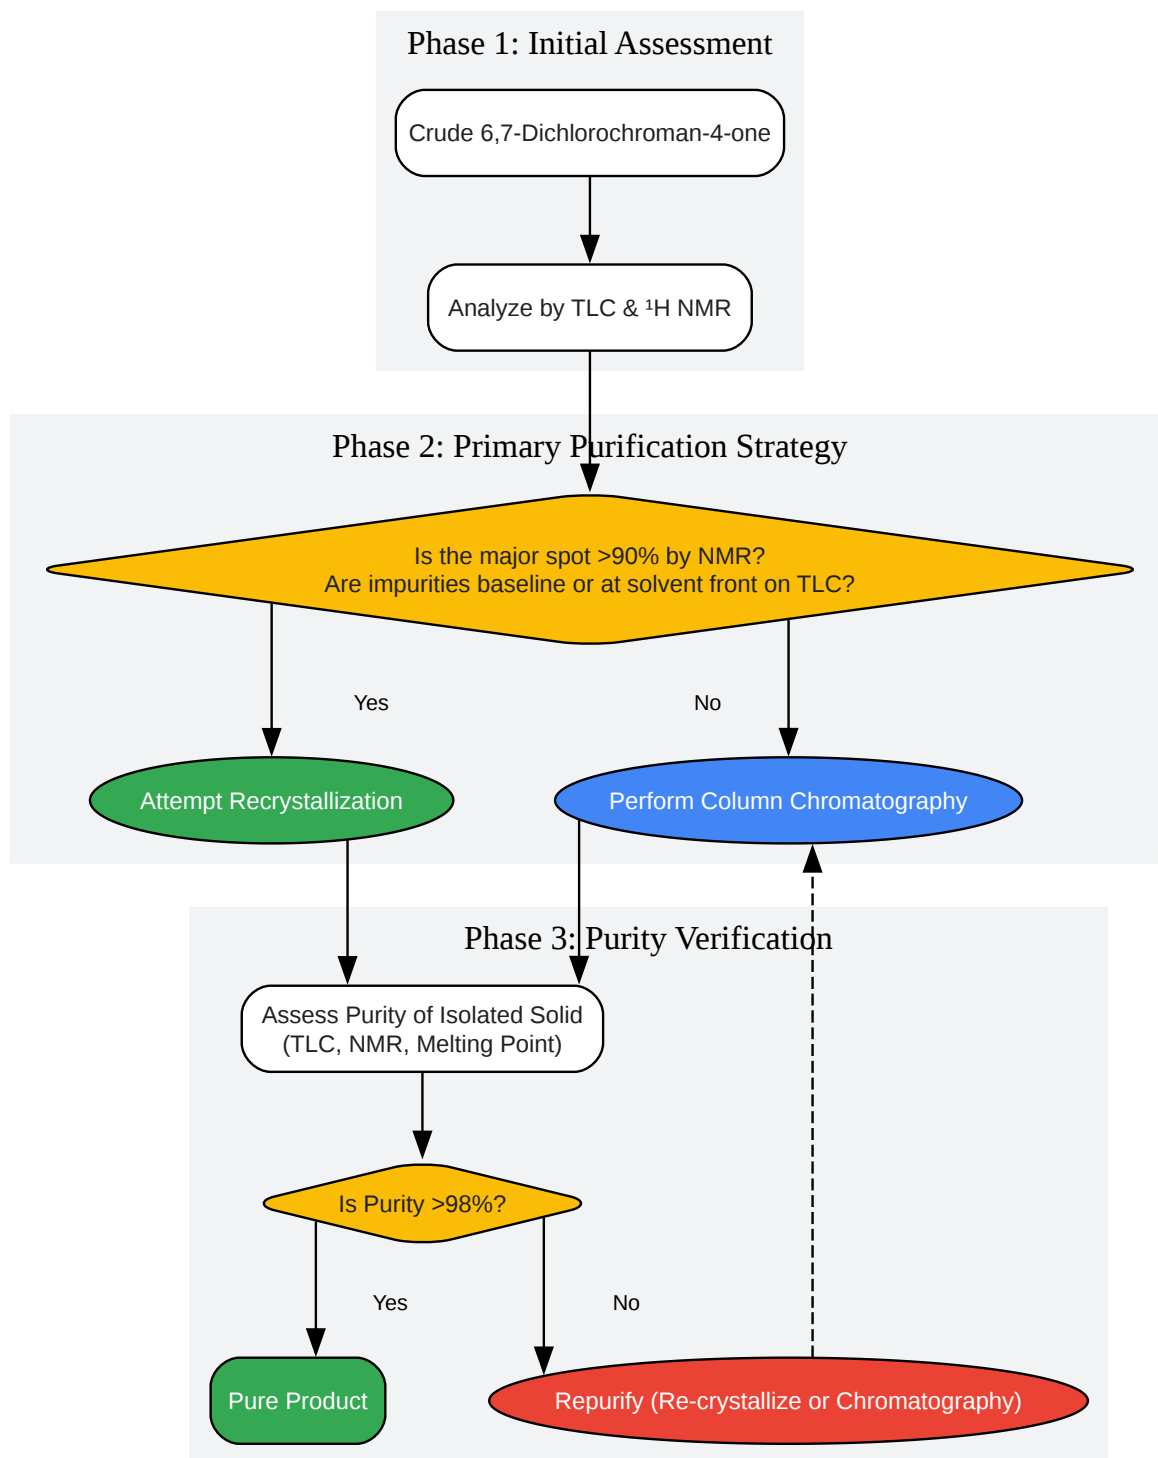 Phase 1: Initial Assessment
Crude 6,7-Dichlorochroman-4-one
Analyze by TLC & ¹H NMR
Phase 2: Primary Purification Strategy
Is the major spot >90% by NMR?
Are impurities baseline or at solvent front on TLC?
Yes
No
Attempt Recrystallization
Perform Column Chromatography
Phase 3: Purity Verification
Assess Purity of Isolated Solid
(TLC, NMR, Melting Point)
Is Purity >98%?
Yes
No
Pure Product
Repurify (Re-crystallize or Chromatography)